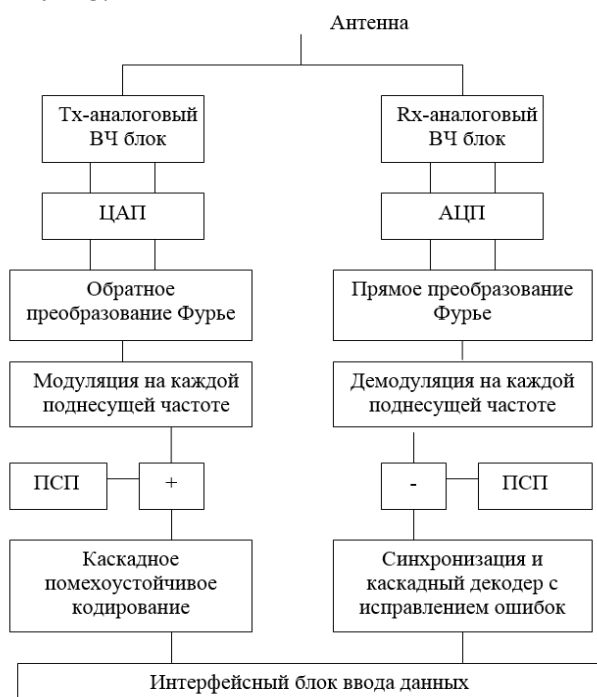 Антенна
Tx-аналоговый
ВЧ блок
Rx-аналоговый
ВЧ блок
ЦАП
АЦП
Обратное
преобразование Фурье
Прямое преобразование
Фурье
Модуляция на каждой
поднесущей частоте
Демодуляция на каждой
поднесущей частоте
ПСП
+
-
ПСП
Каскадное
помехоустойчивое
кодирование
Синхронизация и
каскадный декодер с
исправлением ошибок
Интерфейсный блок ввода данных